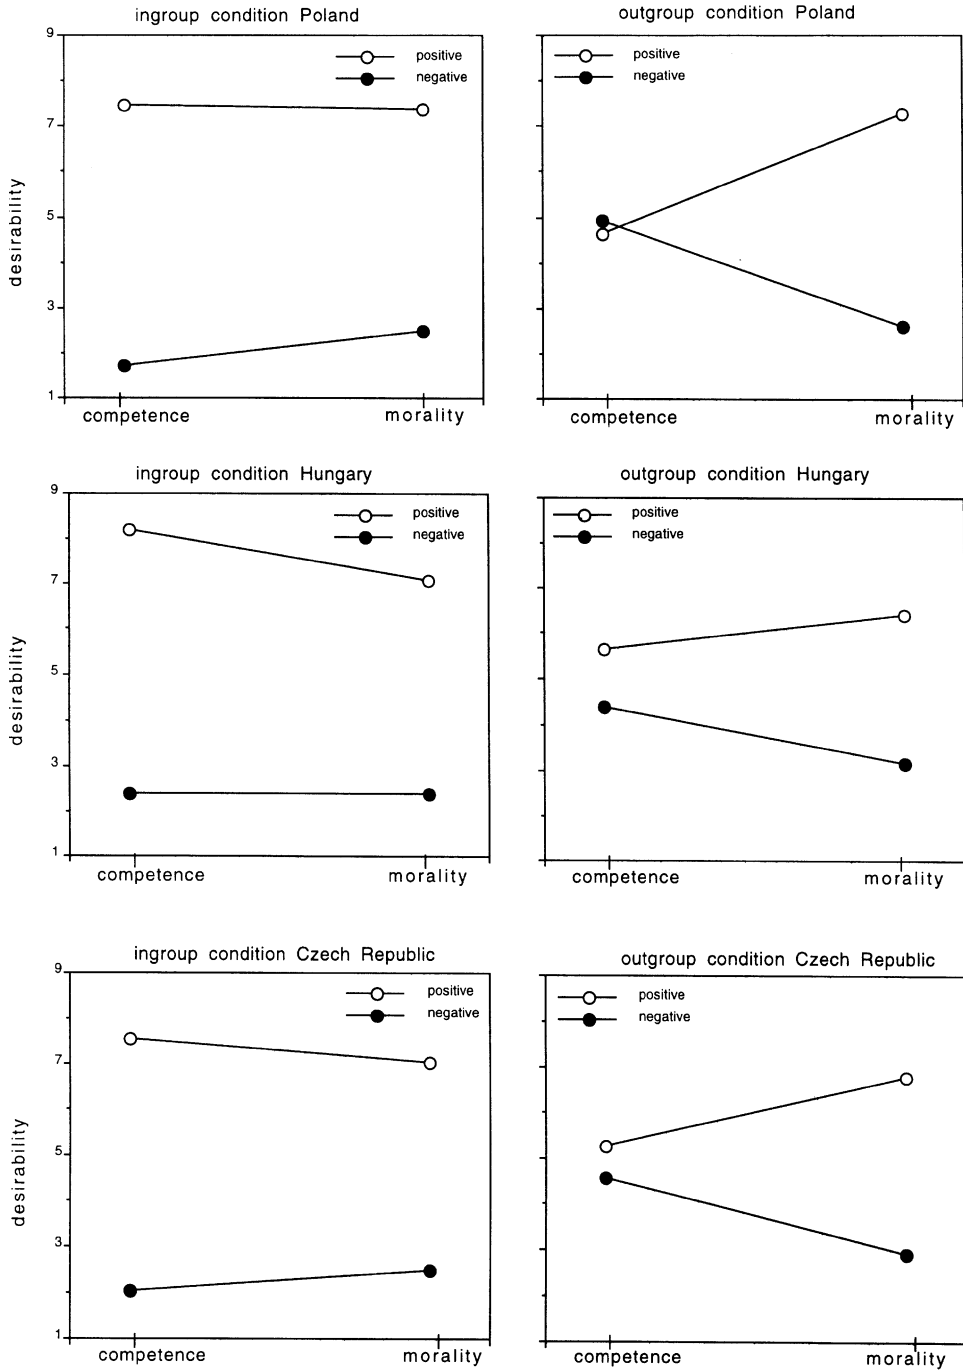 ingroup condition Poland
9
7
5
3
1
desirability
positive
negative
competence morality
outgroup condition Poland
positive
negative
competence morality
ingroup condition Hungary
9
7
5
3
1
desirability
positive
negative
competence morality
outgroup condition Hungary
positive
negative
competence morality
ingroup condition Czech Republic
9
7
5
3
1
desirability
positive
negative
competence morality
outgroup condition Czech Republic
positive
negative
competence morality